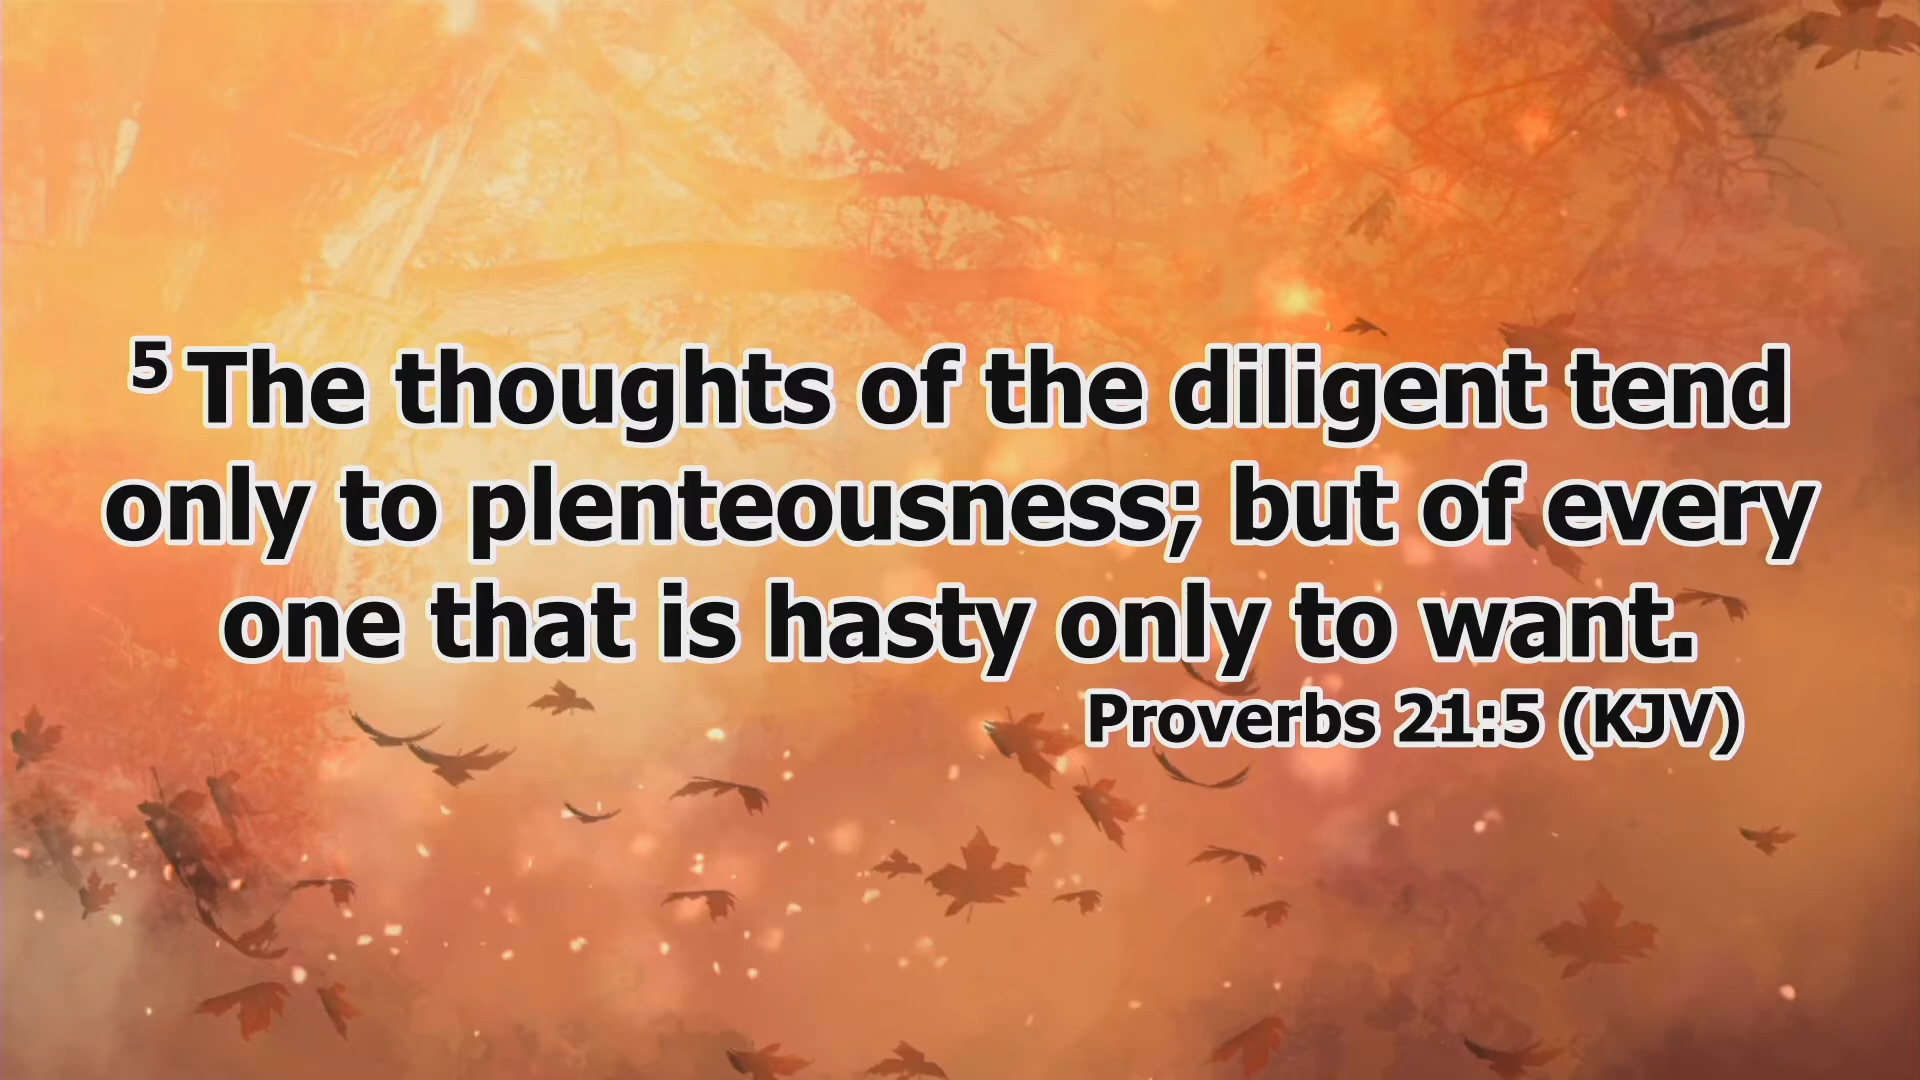 5 The thoughts of the diligent tend
only to plenteousness; but of every
one that is hasty only to want.
Proverbs 21:5 (KJV)